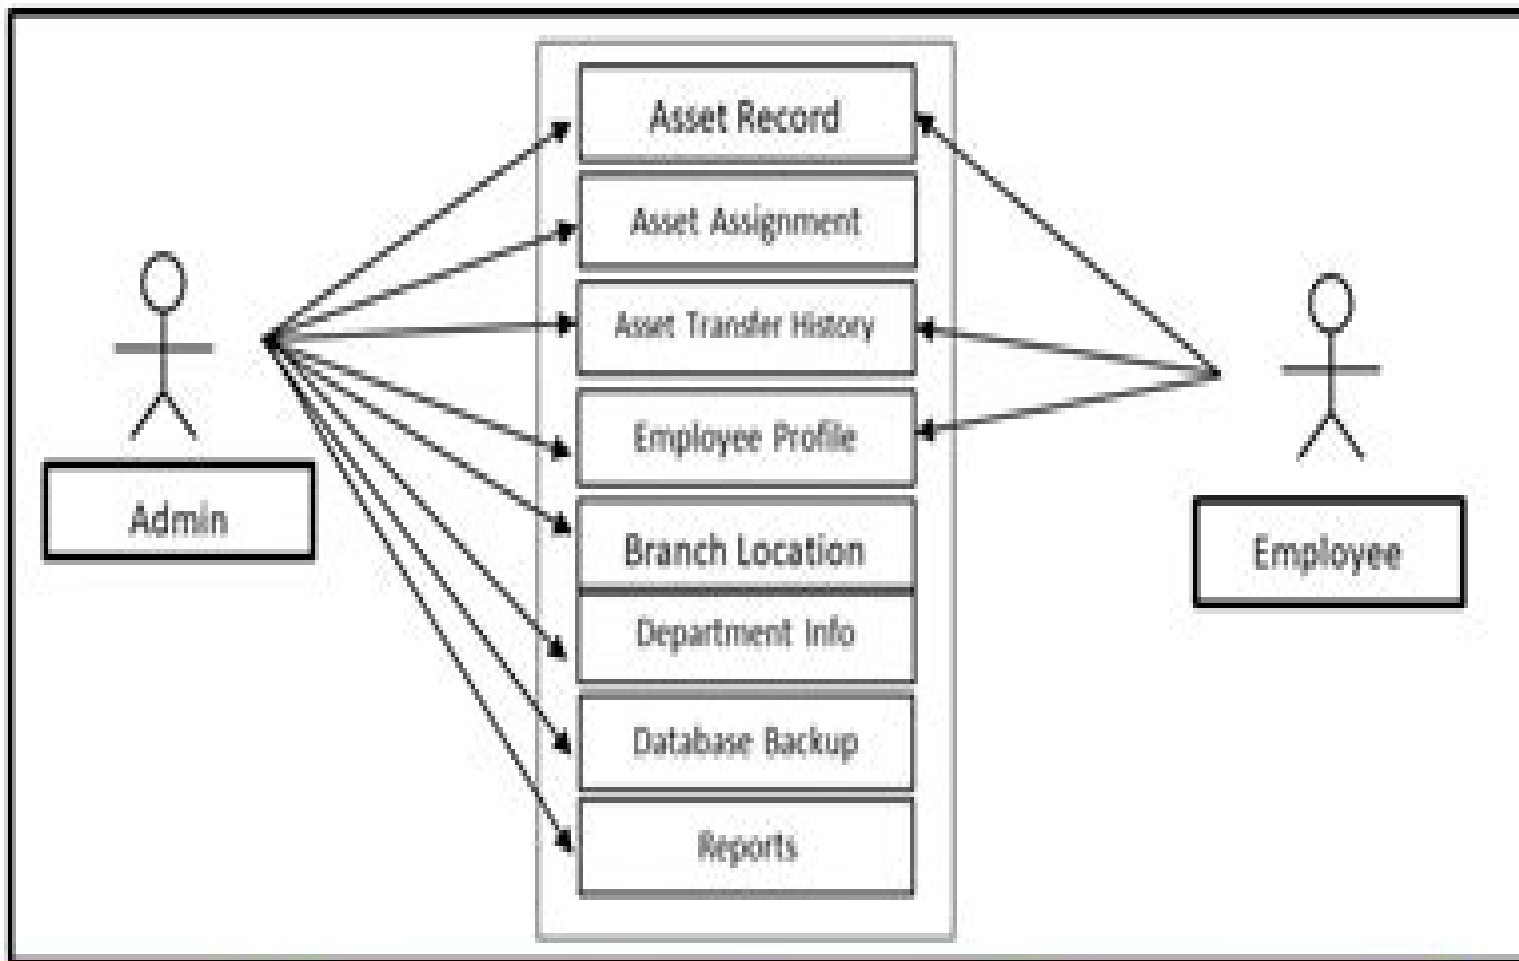 Asset Record
Asset Assignment
Asset Transfer History
Employee Profile
Branch Location
Department Info
Database Backup
Reports
Admin
Employee